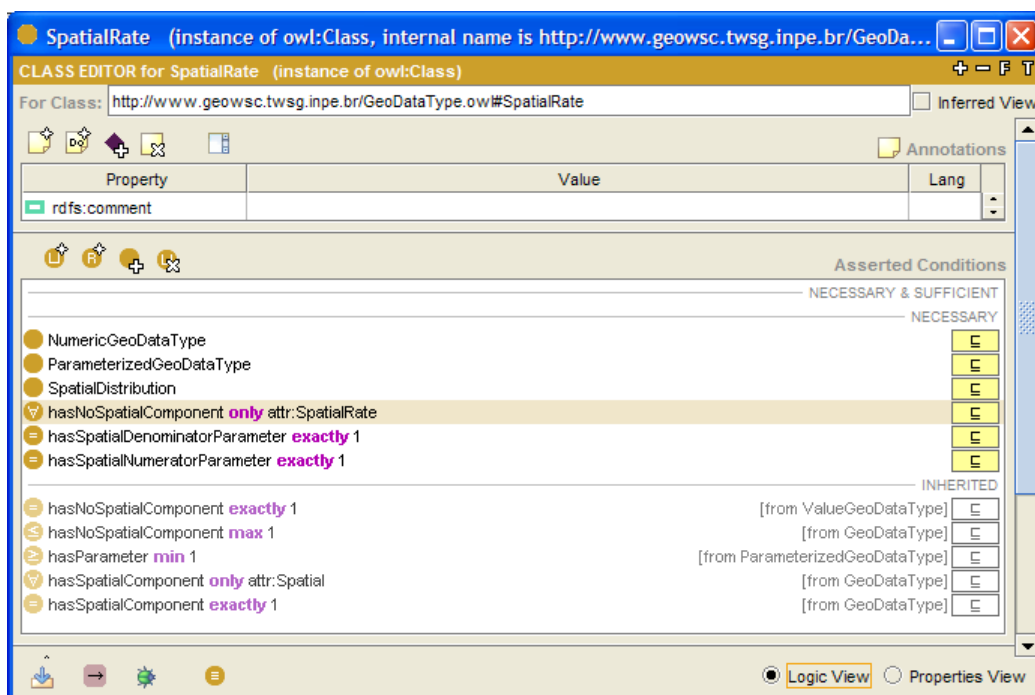 SpatialRate (instance of owl:Class, internal name is http://www.geowsc.twsg.inpe.br/GeoDa...
CLASS EDITOR for SpatialRate (instance of owl:Class)
F T
For Class: http://www.geowsc.twsg.inpe.br/GeoDataType.owl#SpatialRate Inferred View
Annotations
Property Value Lang
rdfs:comment
Asserted Conditions
NECESSARY & SUFFICIENT
NECESSARY
NumericGeoDataType ⊑
ParameterizedGeoDataType ⊑
SpatialDistribution ⊑
∀ hasNoSpatialComponent only attr:SpatialRate ⊑
= hasSpatialDenominatorParameter exactly 1 ⊑
= hasSpatialNumeratorParameter exactly 1 ⊑
INHERITED
= hasNoSpatialComponent exactly 1 [from ValueGeoDataType] ⊑
≤ hasNoSpatialComponent max 1 [from GeoDataType] ⊑
≥ hasParameter min 1 [from ParameterizedGeoDataType] ⊑
∀ hasSpatialComponent only attr:Spatial [from GeoDataType] ⊑
= hasSpatialComponent exactly 1 [from GeoDataType] ⊑
Logic View Properties View